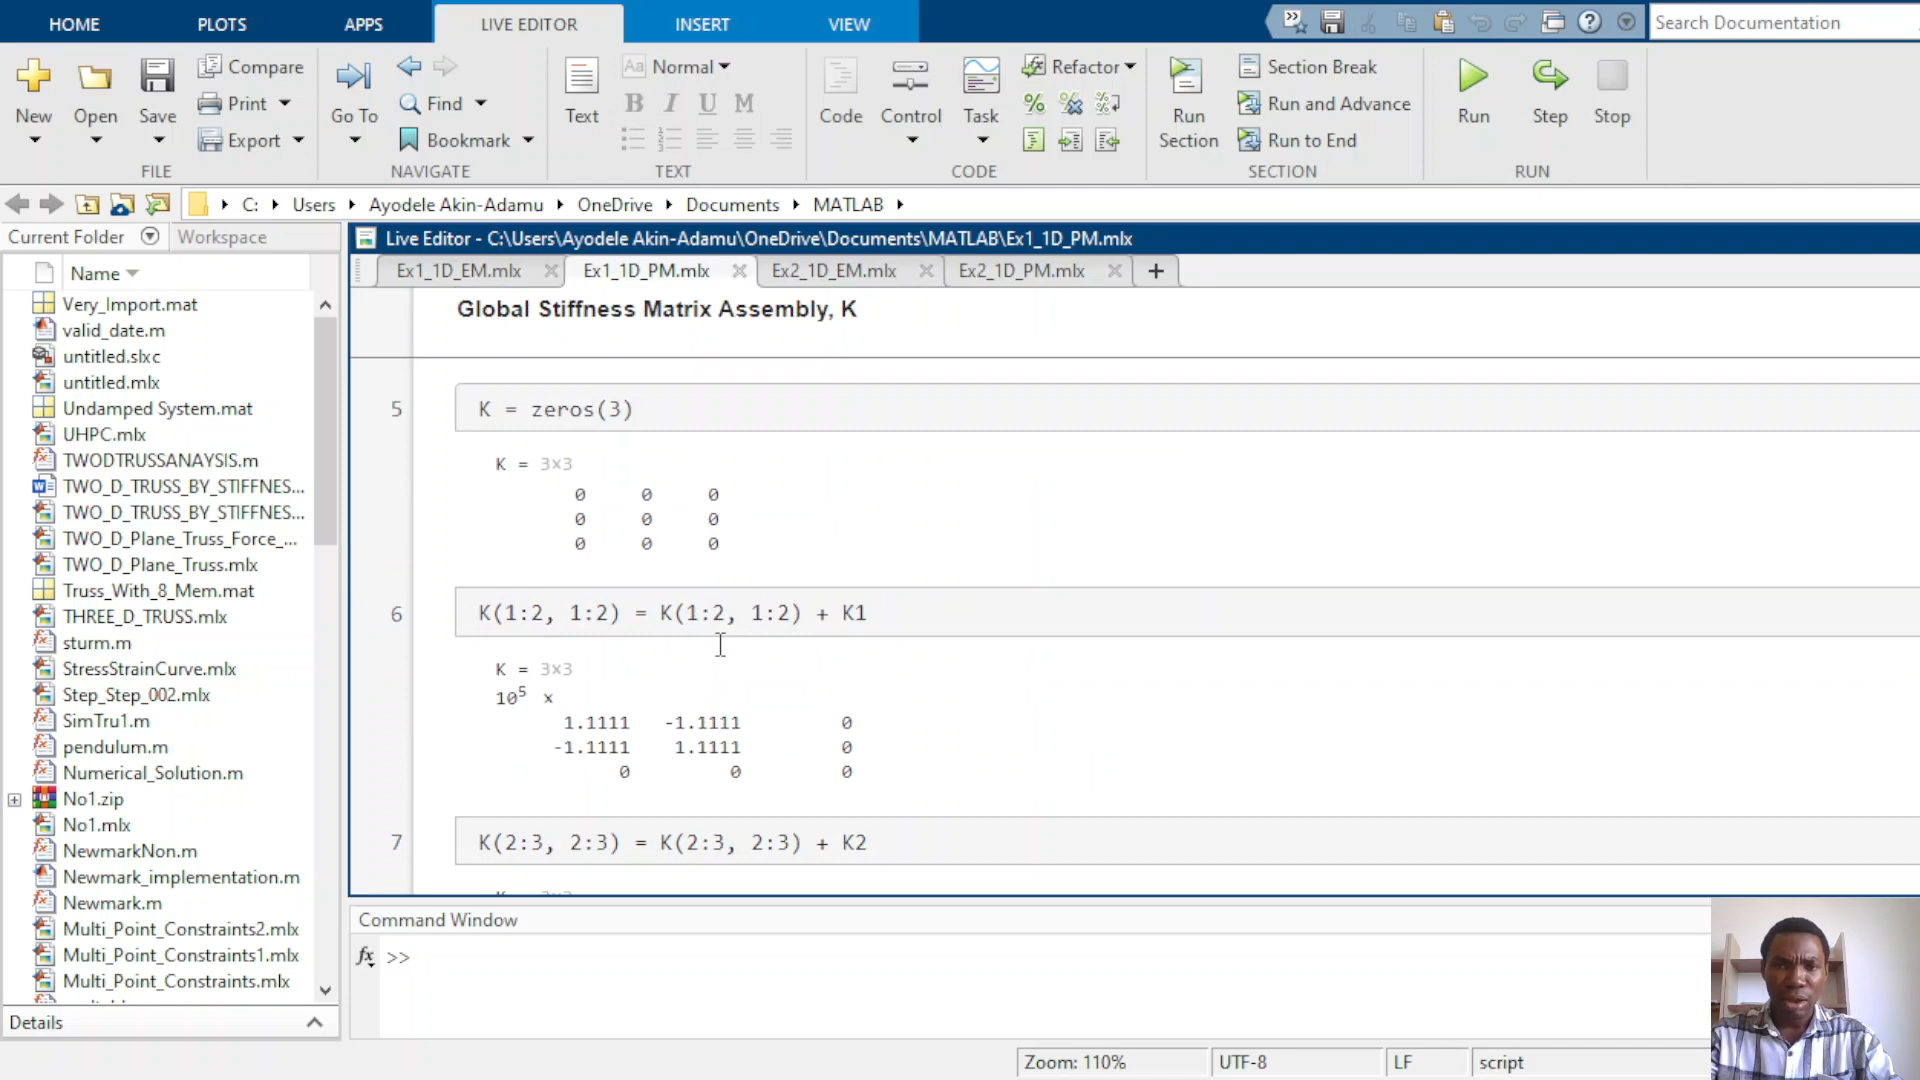 HOME PLOTS APPS LIVE EDITOR INSERT VIEW Search Documentation
New Open Save Compare Print Export
FILE
Go To Find Bookmark
NAVIGATE
Text Aa Normal B I U M
TEXT
Code Control Task Refactor
CODE
Run Section Section Break Run and Advance Run to End
SECTION
Run Step Stop
RUN
C: Users Ayodele Akin-Adamu OneDrive Documents MATLAB
Current Folder Workspace
Name
Very_Import.mat
valid_date.m
untitled.slxc
untitled.mlx
Undamped System.mat
UHPC.mlx
TWODTRUSSANAYSIS.m
TWO_D_TRUSS_BY_STIFFNES...
TWO_D_TRUSS_BY_STIFFNES...
TWO_D_Plane_Truss_Force_...
TWO_D_Plane_Truss.mlx
Truss_With_8_Mem.mat
THREE_D_TRUSS.mlx
sturm.m
StressStrainCurve.mlx
Step_Step_002.mlx
SimTru1.m
pendulum.m
Numerical_Solution.m
No1.zip
No1.mlx
NewmarkNon.m
Newmark_implementation.m
Newmark.m
Multi_Point_Constraints2.mlx
Multi_Point_Constraints1.mlx
Multi_Point_Constraints.mlx
Details
Live Editor - C:\Users\Ayodele Akin-Adamu\OneDrive\Documents\MATLAB\Ex1_1D_PM.mlx
Ex1_1D_EM.mlx Ex1_1D_PM.mlx Ex2_1D_EM.mlx Ex2_1D_PM.mlx +
Global Stiffness Matrix Assembly, K
5 K = zeros(3)
K = 3×3
0 0 0
0 0 0
0 0 0
6 K(1:2, 1:2) = K(1:2, 1:2) + K1
K = 3×3
10⁵ x
1.1111 -1.1111 0
-1.1111 1.1111 0
0 0 0
7 K(2:3, 2:3) = K(2:3, 2:3) + K2
Command Window
fx >>
Zoom: 110% UTF-8 LF script